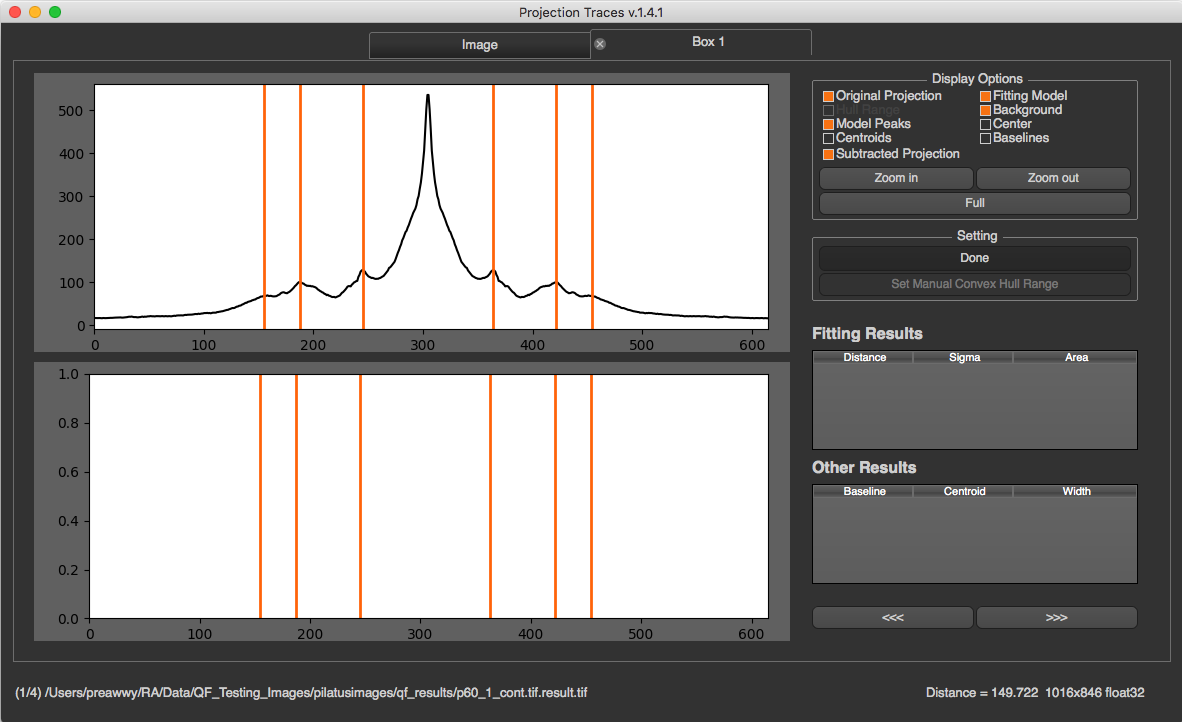 Projection Traces v.1.4.1
Image
Box 1
500
400
300
200
100
0
0 100 200 300 400 500 600
1.0
0.8
0.6
0.4
0.2
0.0
0 100 200 300 400 500 600
Display Options
Original Projection Fitting Model
Hull Range Background
Model Peaks Center
Centroids Baselines
Subtracted Projection
Zoom in Zoom out
Full
Setting
Done
Set Manual Convex Hull Range
Fitting Results
Distance Sigma Area
Other Results
Baseline Centroid Width
<<< >>>
(1/4) /Users/preawwy/RA/Data/QF_Testing_Images/pilatusimages/qf_results/p60_1_cont.tif.result.tif
Distance = 149.722 1016x846 float32